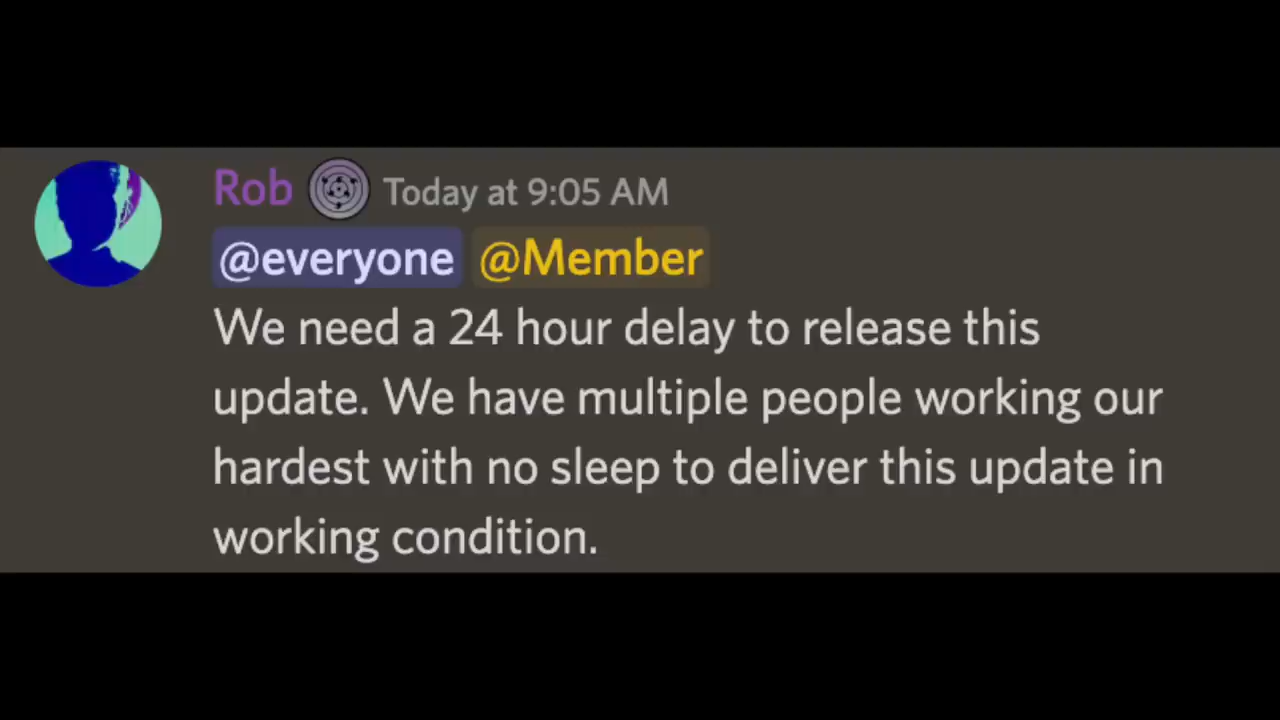 Rob Today at 9:05 AM
@everyone @Member
We need a 24 hour delay to release this
update. We have multiple people working our
hardest with no sleep to deliver this update in
working condition.